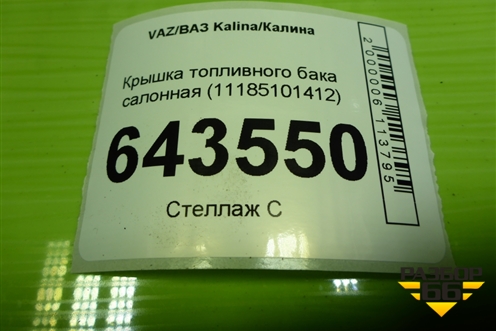 VAZ/ВАЗ Kalina/Калина
Крышка топливного бака
салонная (11185101412)
643550
Стеллаж С
2000006113795
РАЗБОР
66